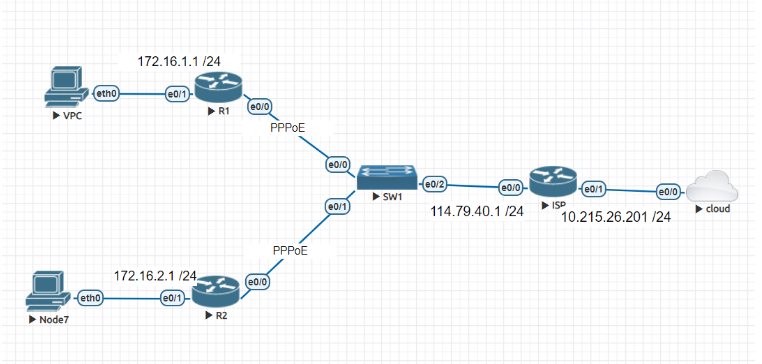 172.16.1.1 /24
VPC
eth0
e0/1
R1
e0/0
PPPoE
e0/0
SW1
e0/2
e0/0
ISP
e0/1
e0/0
cloud
114.79.40.1 /24
10.215.26.201 /24
e0/1
PPPoE
172.16.2.1 /24
Node7
eth0
e0/1
R2
e0/0